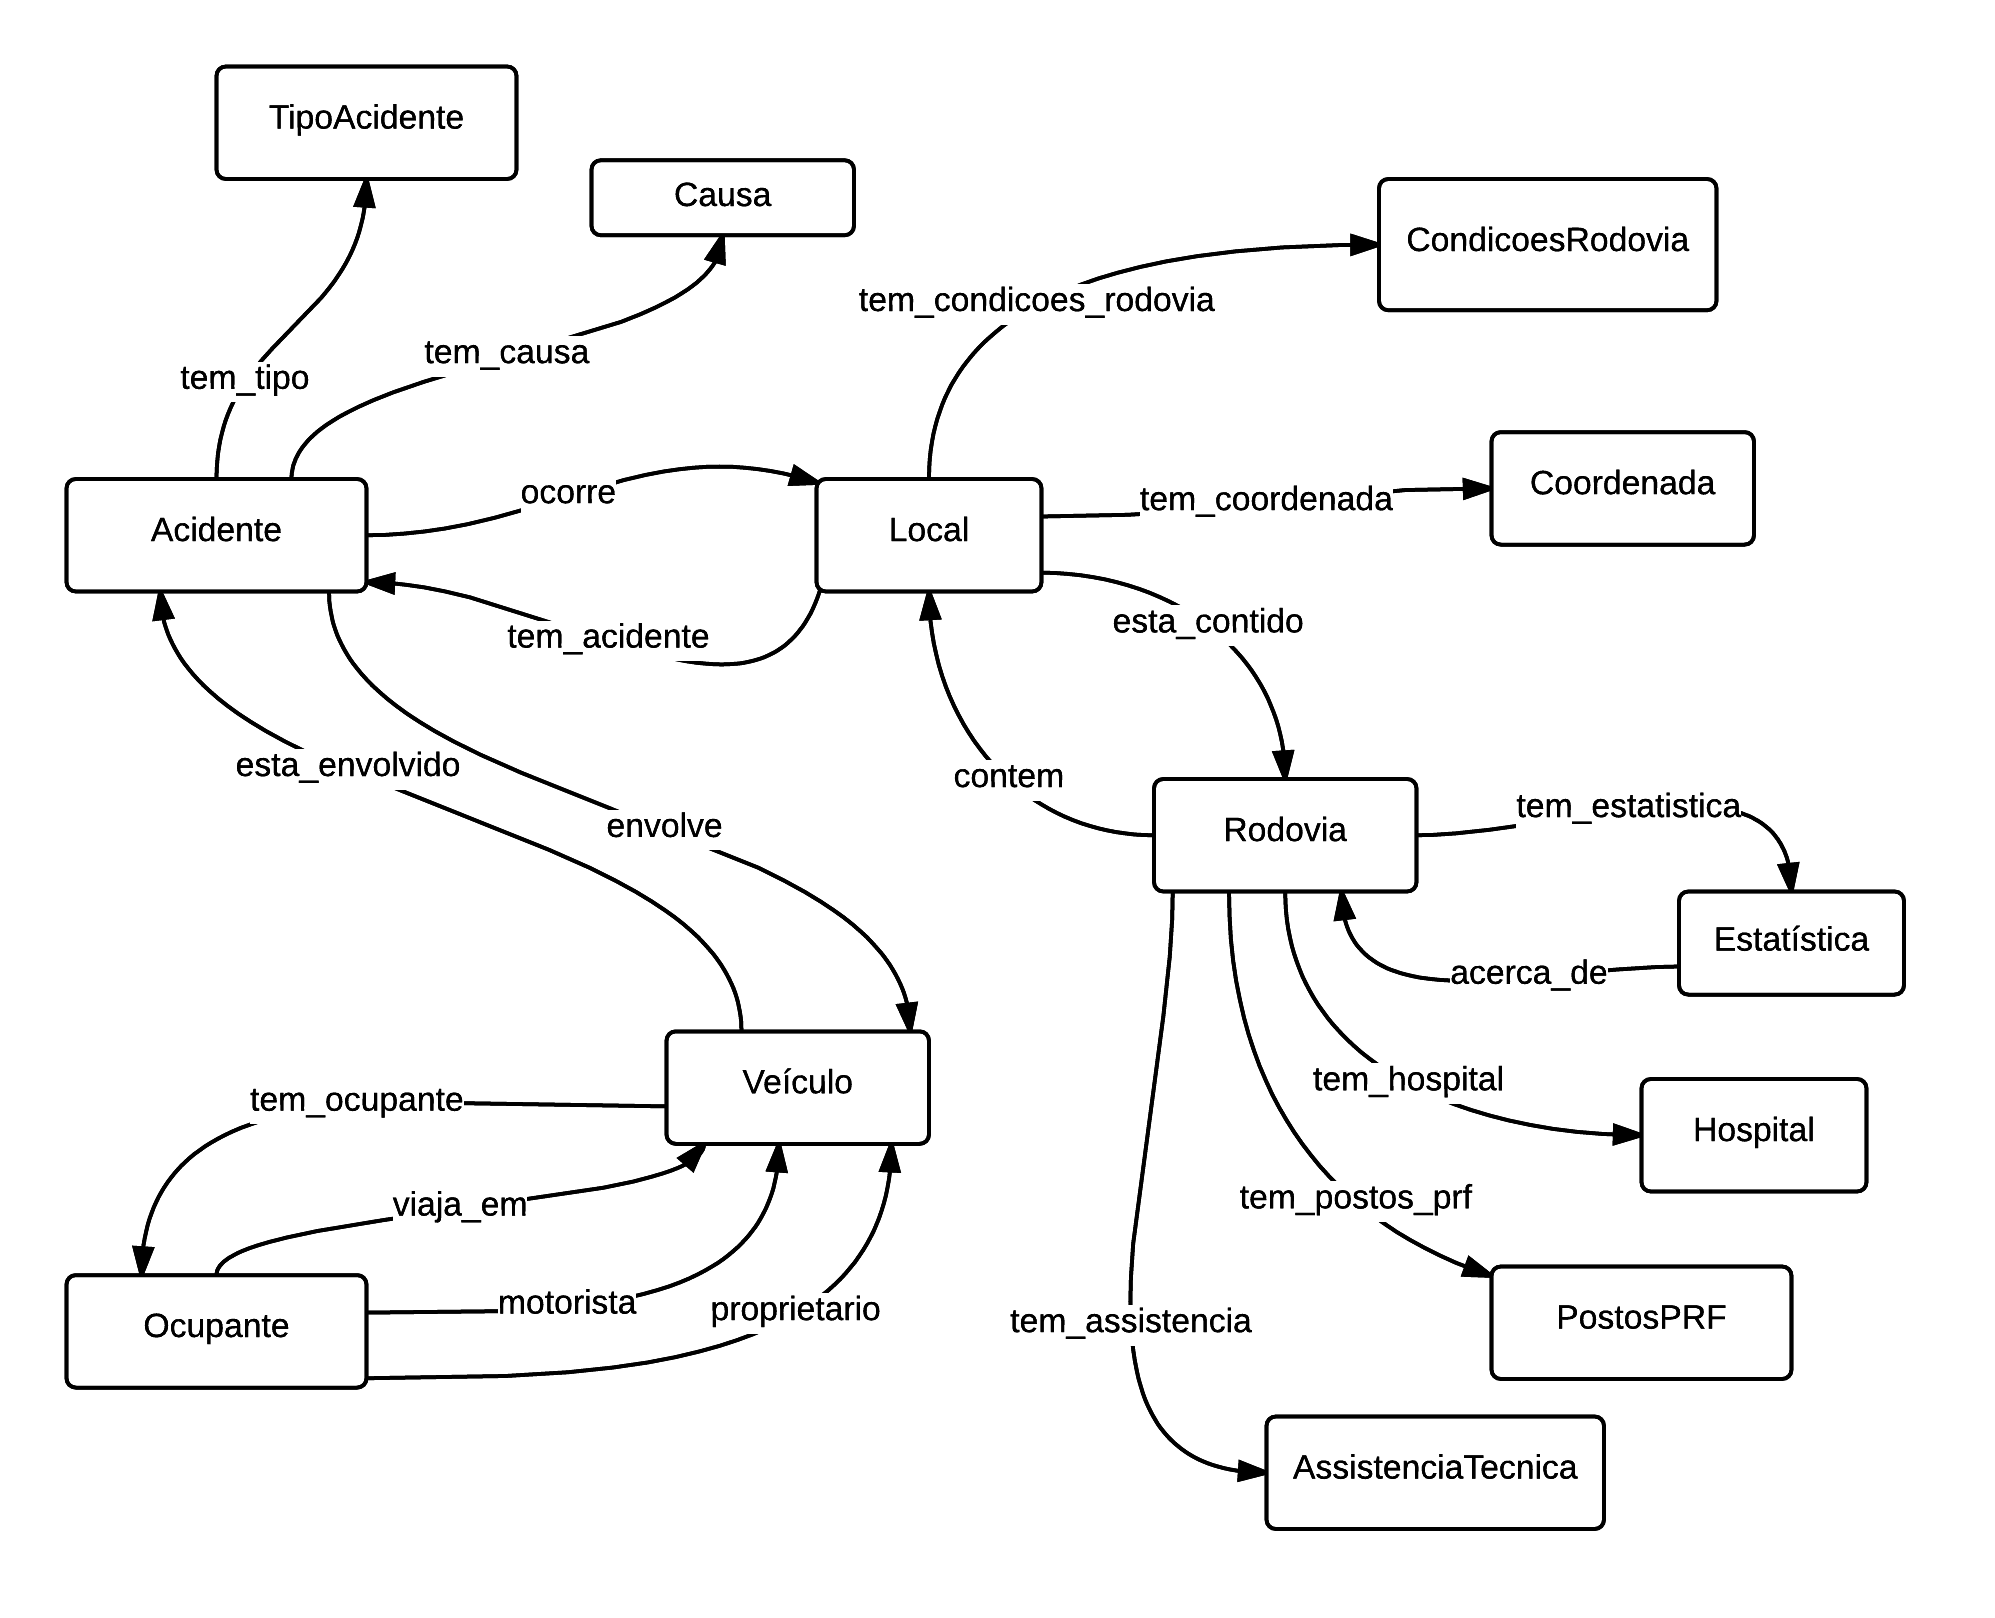 TipoAcidente
Causa
CondicoesRodovia
tem_condicoes_rodovia
tem_causa
tem_tipo
Coordenada
ocorre
tem_coordenada
Acidente
Local
esta_contido
tem_acidente
esta_envolvido
contem
tem_estatistica
envolve
Rodovia
Estatística
acerca_de
Veículo
tem_hospital
tem_ocupante
Hospital
tem_postos_prf
viaja_em
motorista
proprietario
PostosPRF
tem_assistencia
Ocupante
AssistenciaTecnica